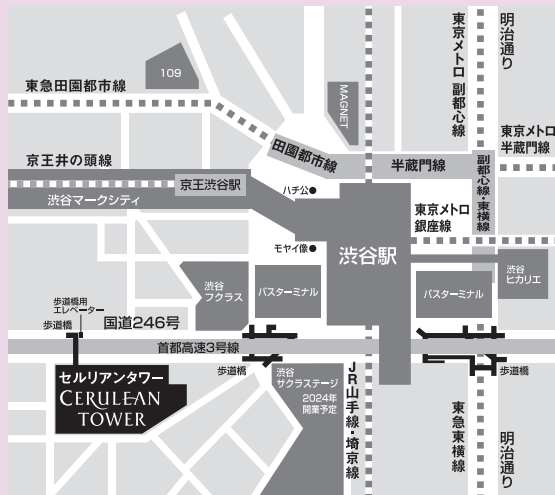 109
東急田園都市線
MAGNET
東京メトロ 副都心線
明治通り
東京メトロ
半蔵門線
田園都市線
半蔵門線
副都心線・東横線
京王井の頭線
京王渋谷駅
渋谷マークシティ
ハチ公
モヤイ像
渋谷駅
東京メトロ
銀座線
渋谷
ヒカリエ
渋谷
フクラス
バスターミナル
バスターミナル
歩道橋用
エレベーター
歩道橋
国道246号
首都高速3号線
歩道橋
歩道橋
セルリアンタワー
CERULEAN
TOWER
渋谷
サクラステージ
2024年
開業予定
JR山手線・埼京線
東急東横線
明治通り